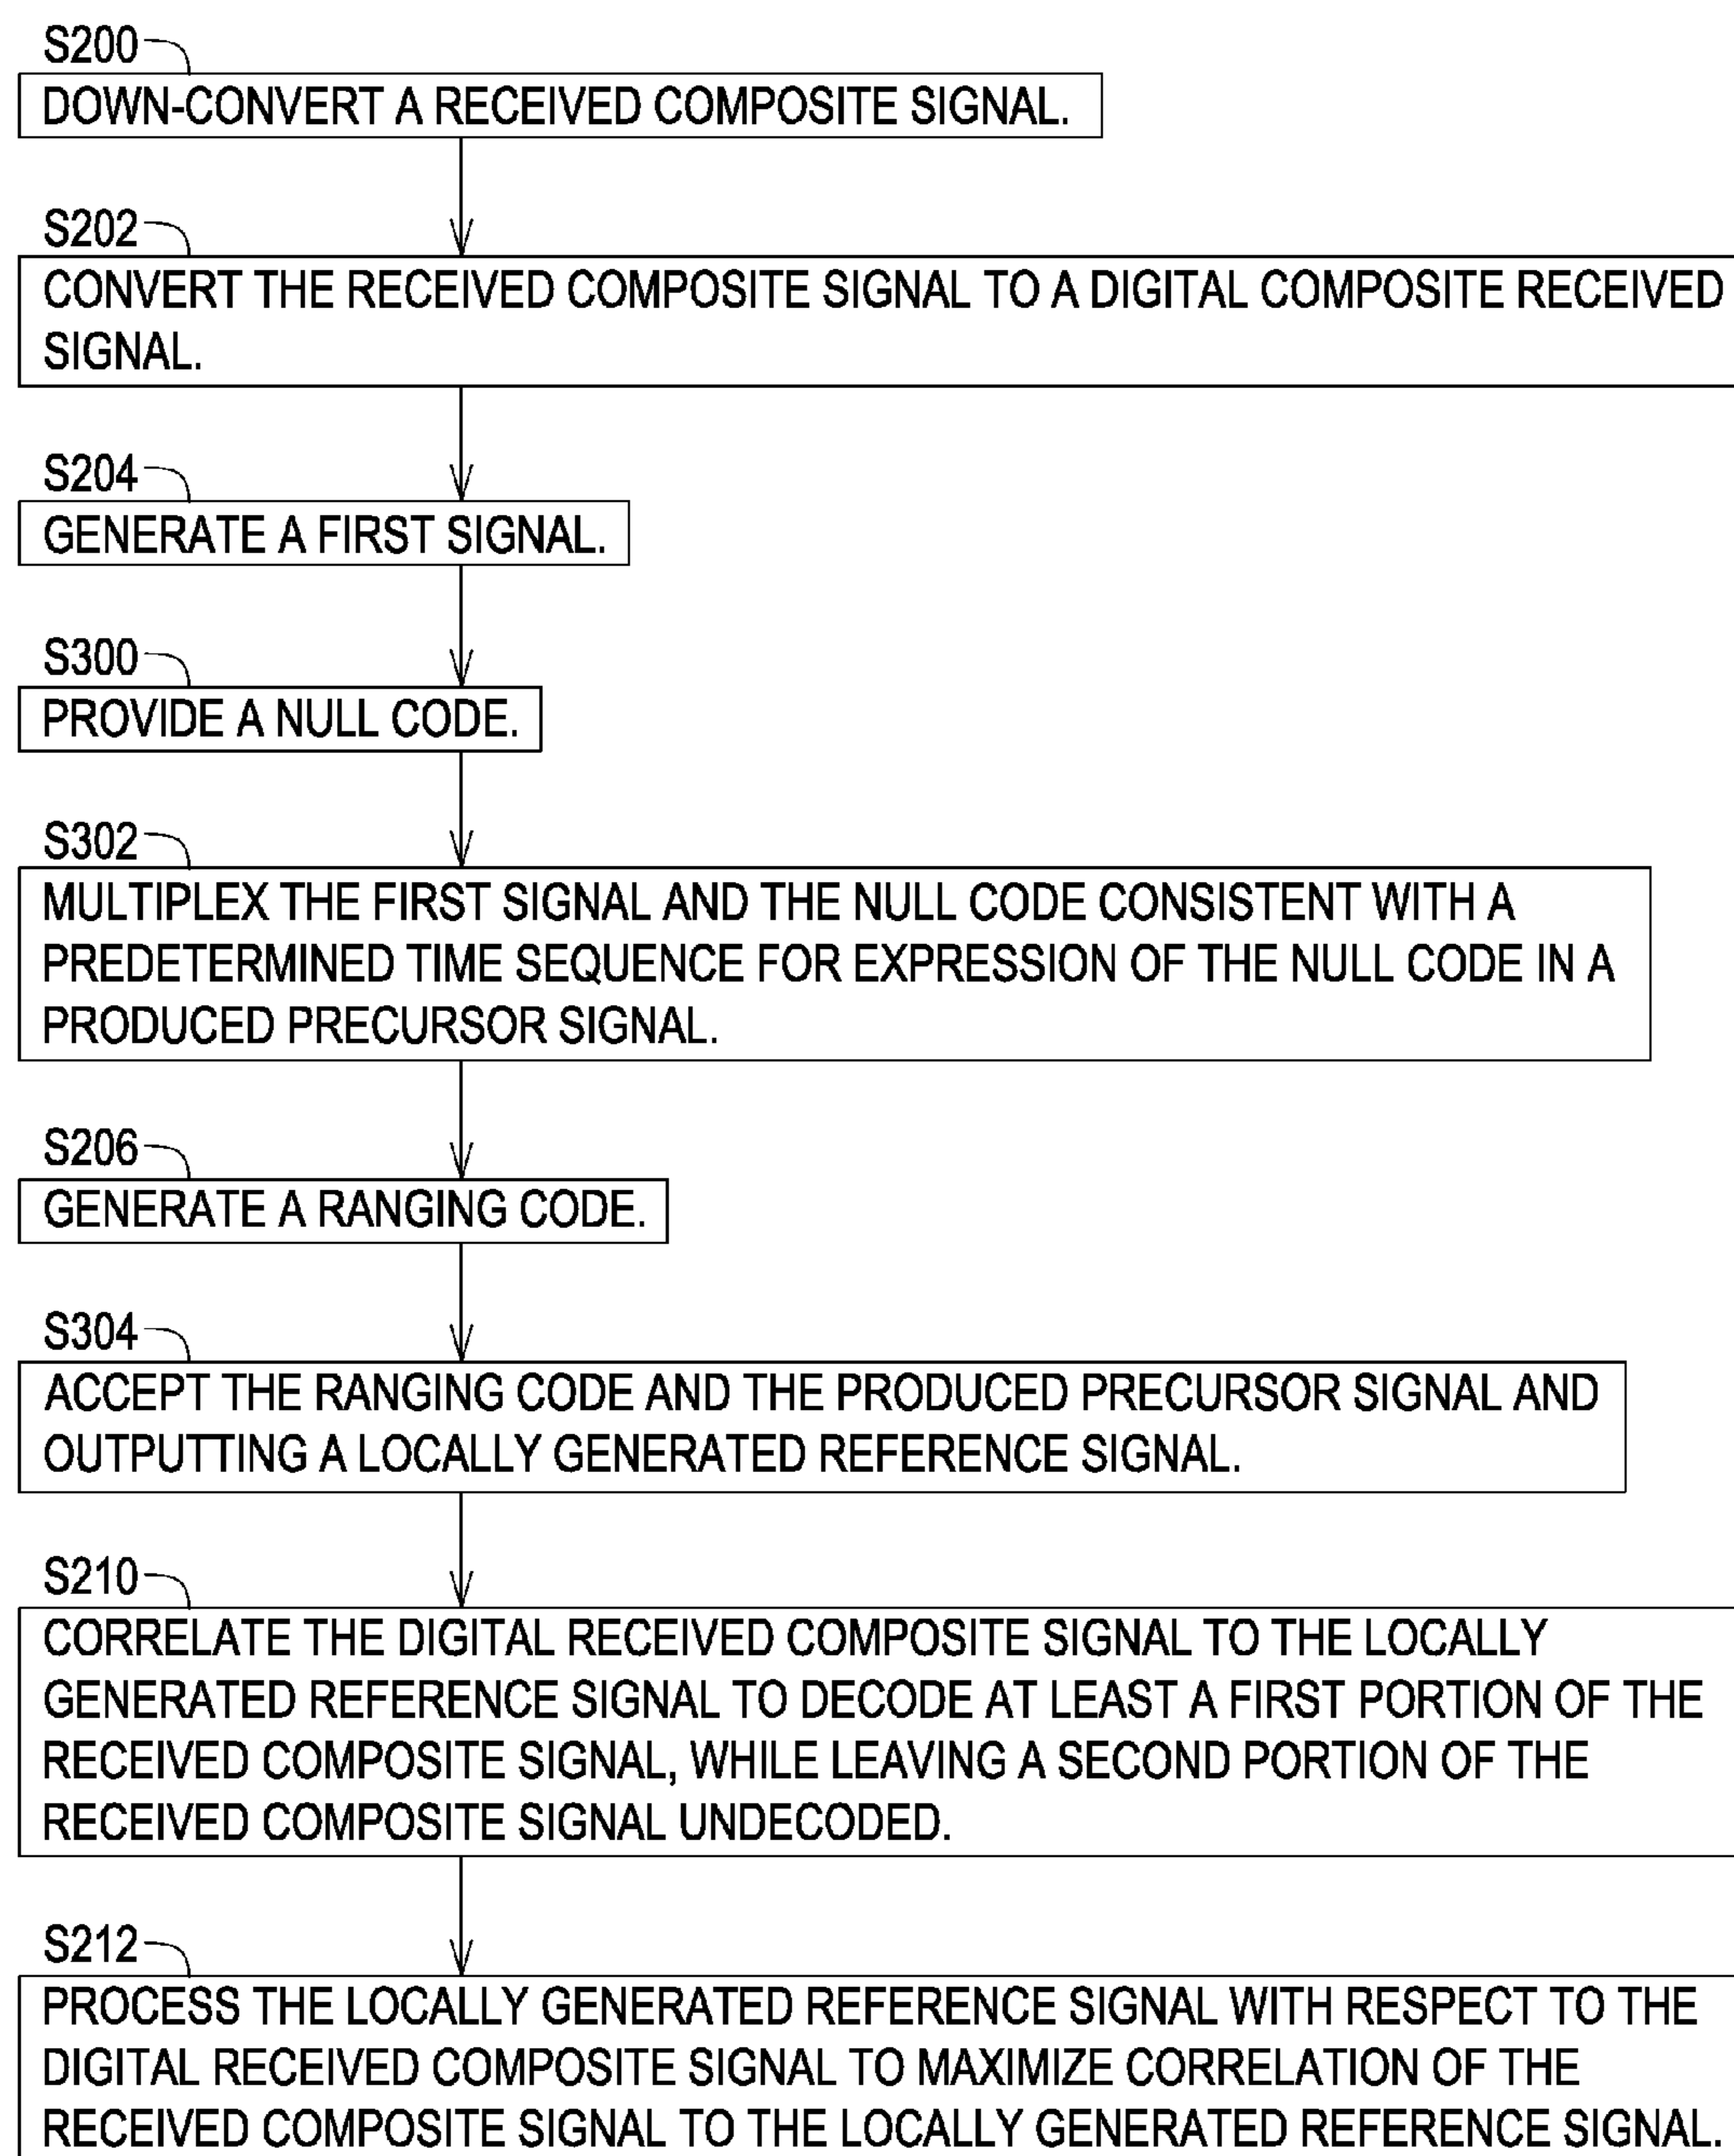 S200
DOWN-CONVERT A RECEIVED COMPOSITE SIGNAL.
S202
CONVERT THE RECEIVED COMPOSITE SIGNAL TO A DIGITAL COMPOSITE RECEIVED
SIGNAL.
S204
GENERATE A FIRST SIGNAL.
S300
PROVIDE A NULL CODE.
S302
MULTIPLEX THE FIRST SIGNAL AND THE NULL CODE CONSISTENT WITH A
PREDETERMINED TIME SEQUENCE FOR EXPRESSION OF THE NULL CODE IN A
PRODUCED PRECURSOR SIGNAL.
S206
GENERATE A RANGING CODE.
S304
ACCEPT THE RANGING CODE AND THE PRODUCED PRECURSOR SIGNAL AND
OUTPUTTING A LOCALLY GENERATED REFERENCE SIGNAL.
S210
CORRELATE THE DIGITAL RECEIVED COMPOSITE SIGNAL TO THE LOCALLY
GENERATED REFERENCE SIGNAL TO DECODE AT LEAST A FIRST PORTION OF THE
RECEIVED COMPOSITE SIGNAL, WHILE LEAVING A SECOND PORTION OF THE
RECEIVED COMPOSITE SIGNAL UNDECODED.
S212
PROCESS THE LOCALLY GENERATED REFERENCE SIGNAL WITH RESPECT TO THE
DIGITAL RECEIVED COMPOSITE SIGNAL TO MAXIMIZE CORRELATION OF THE
RECEIVED COMPOSITE SIGNAL TO THE LOCALLY GENERATED REFERENCE SIGNAL.